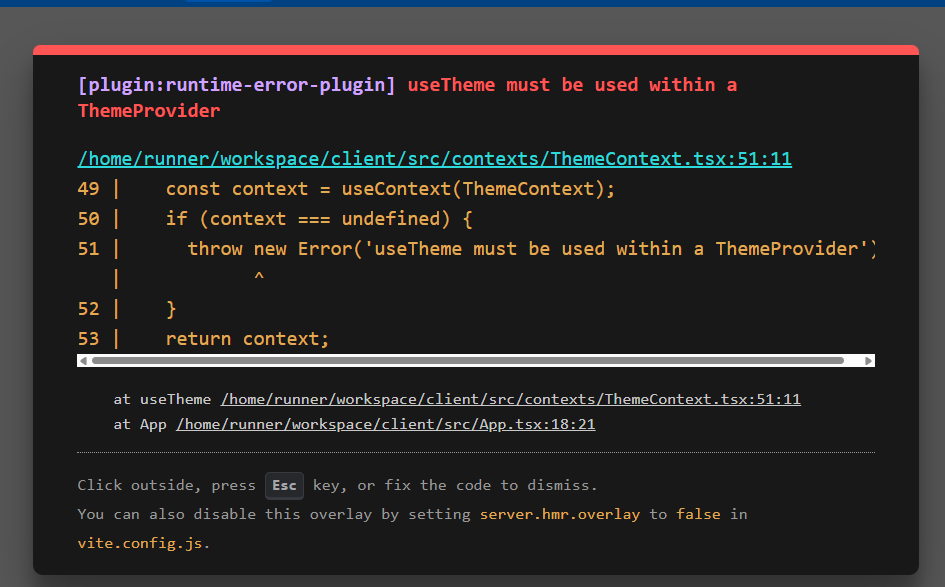 [plugin:runtime-error-plugin] useTheme must be used within a
ThemeProvider
/home/runner/workspace/client/src/contexts/ThemeContext.tsx:51:11
49 |    const context = useContext(ThemeContext);
50 |    if (context === undefined) {
51 |      throw new Error('useTheme must be used within a ThemeProvider')
   |            ^
52 |    }
53 |    return context;
at useTheme /home/runner/workspace/client/src/contexts/ThemeContext.tsx:51:11
at App /home/runner/workspace/client/src/App.tsx:18:21
Click outside, press Esc key, or fix the code to dismiss.
You can also disable this overlay by setting server.hmr.overlay to false in
vite.config.js.